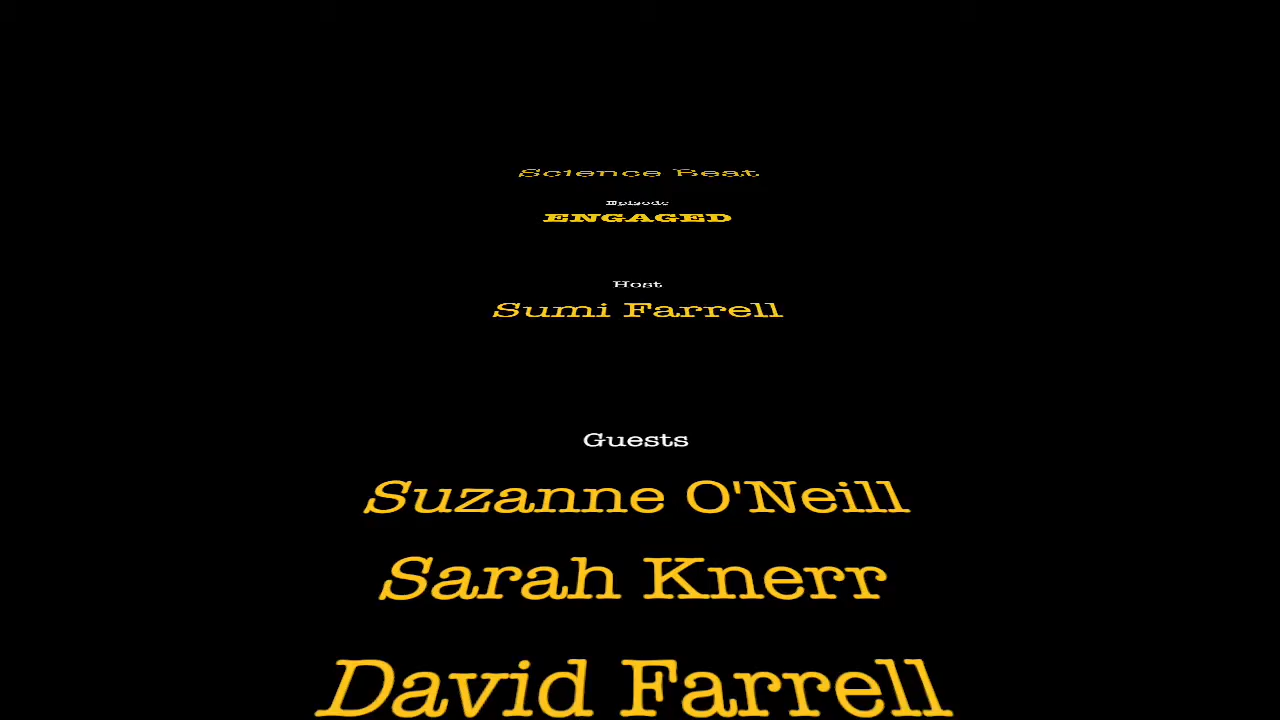 Science Beat
Episode
ENGAGED
Host
Sumi Farrell
Guests
Suzanne O'Neill
Sarah Knerr
David Farrell